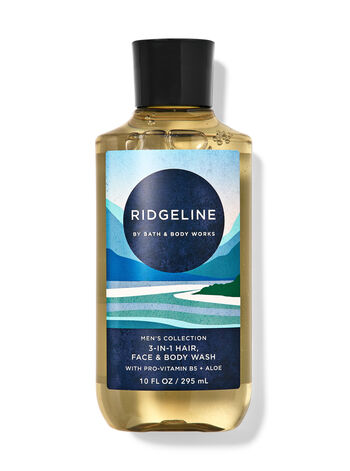 RIDGELINE
BY BATH & BODY WORKS
MEN'S COLLECTION
3-IN-1 HAIR,
FACE & BODY WASH
WITH PRO-VITAMIN B5 + ALOE
10 FL OZ / 295 mL